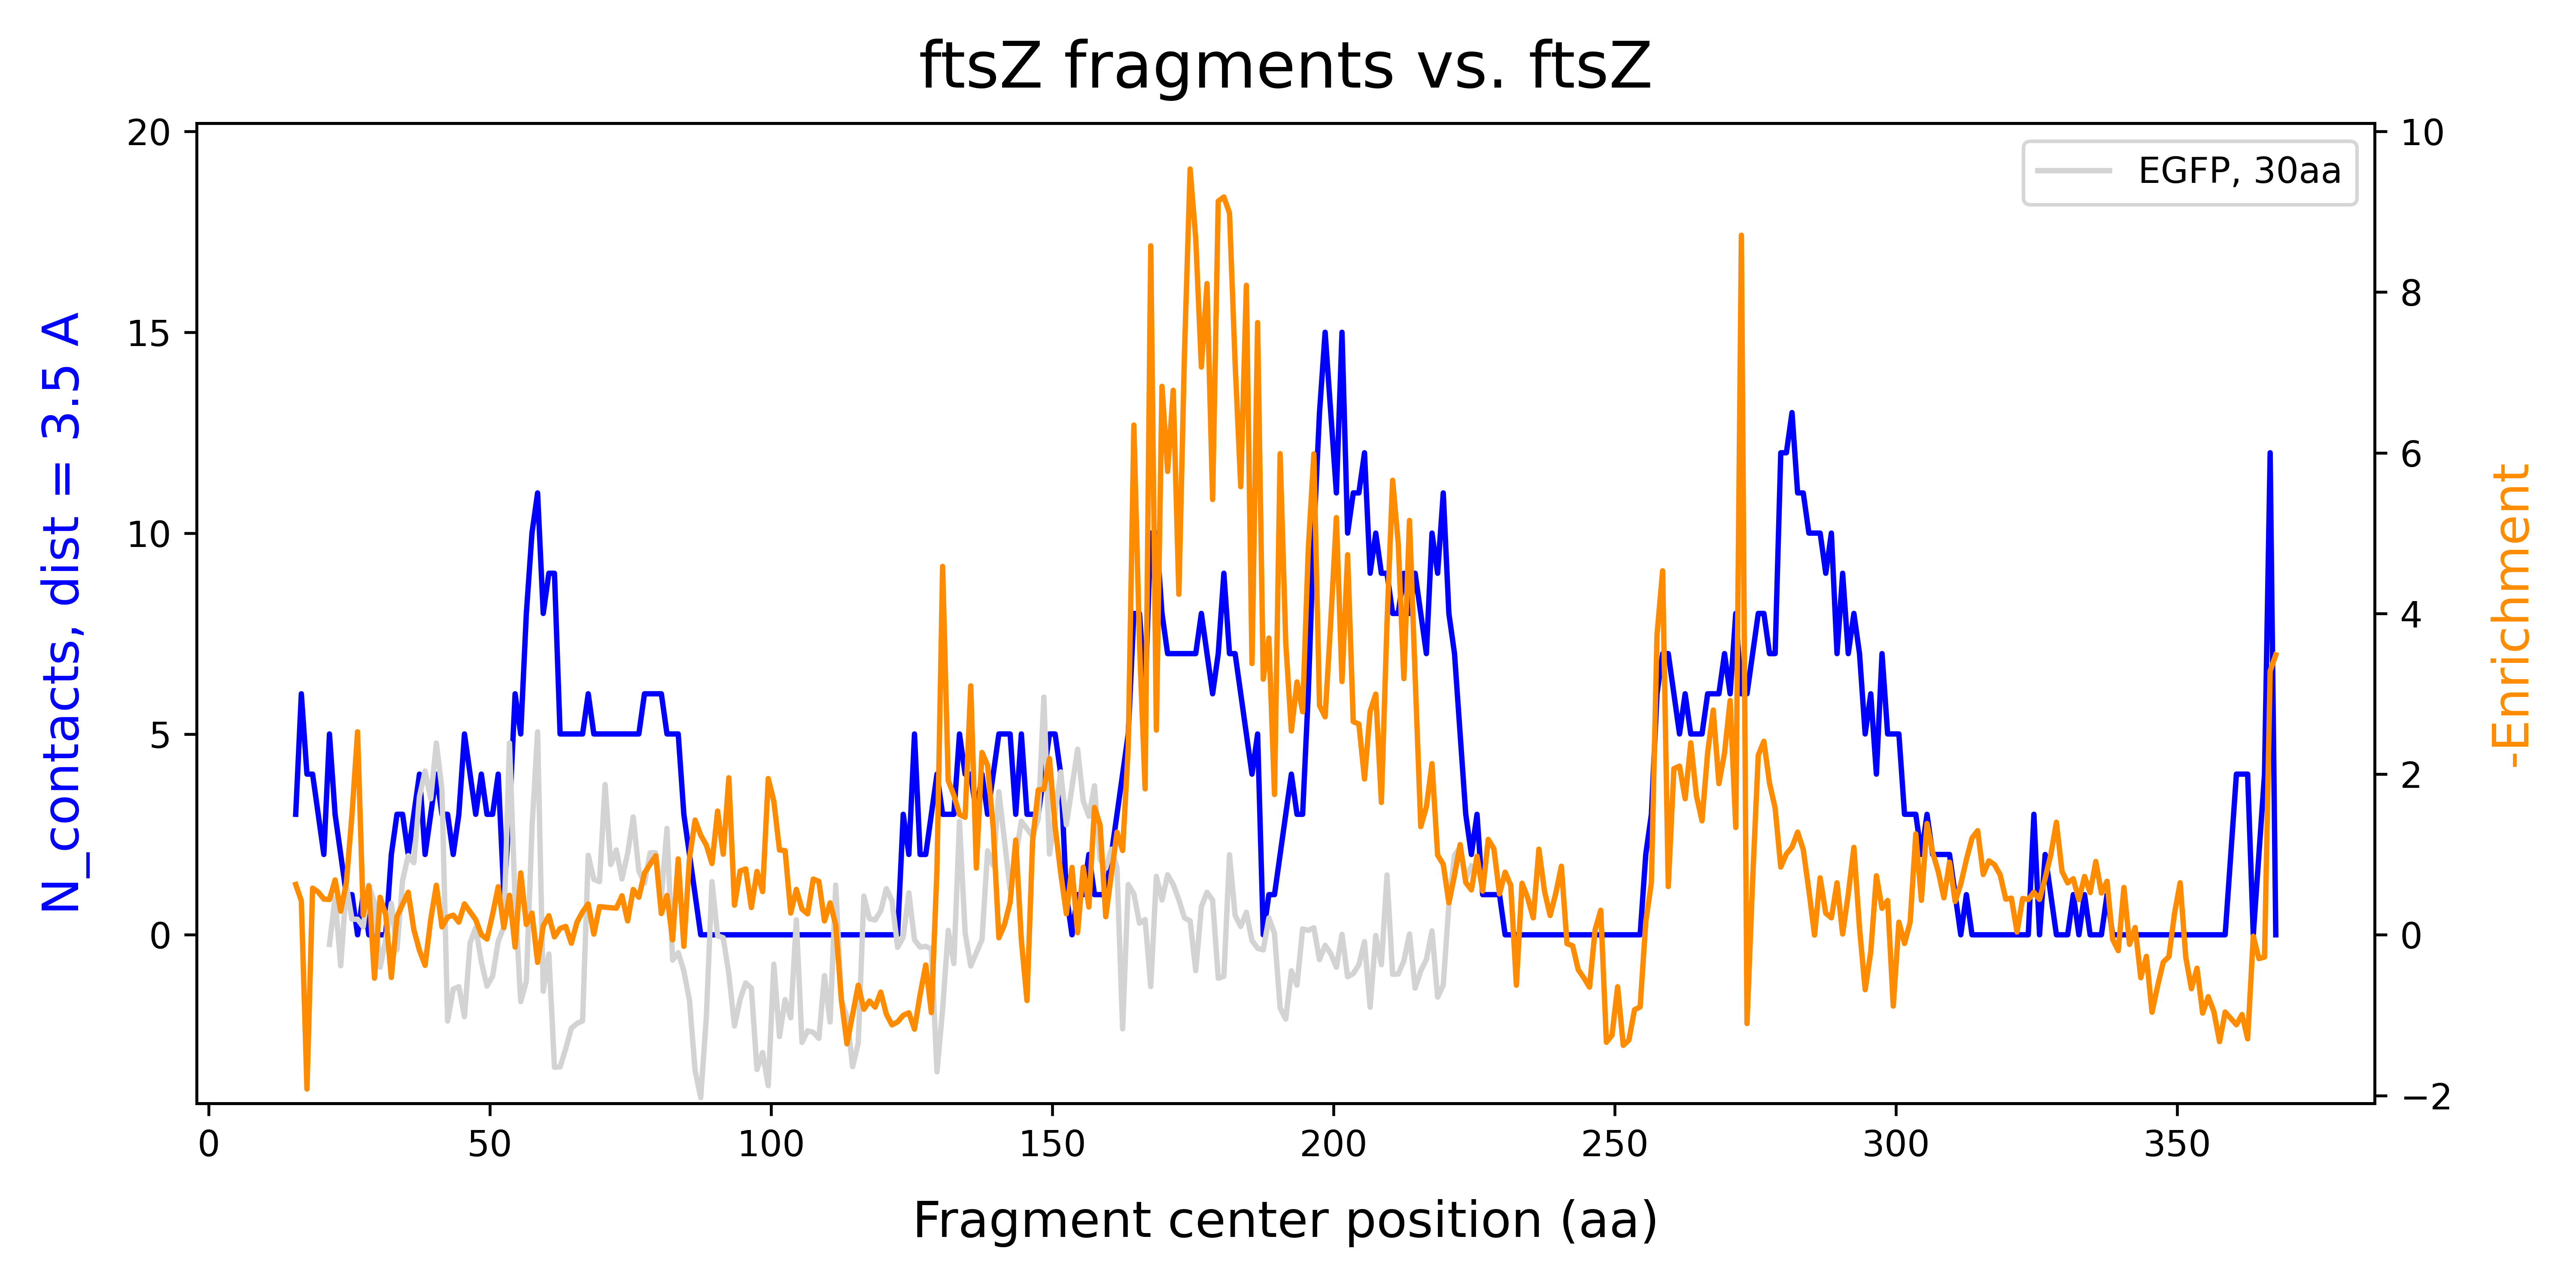 ftsZ fragments vs. ftsZ
EGFP, 30aa
N_contacts, dist = 3.5 A
20
15
10
5
0
10
8
6
4
2
0
−2
-Enrichment
0 50 100 150 200 250 300 350
Fragment center position (aa)